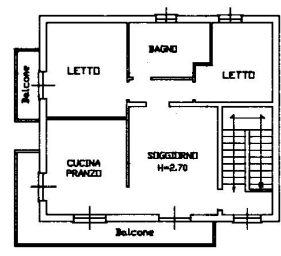 BAGNO
LETTO
LETTO
Balcone
CUCINA
PRANZO
SOGGIORNO
H=2.70
Balcone